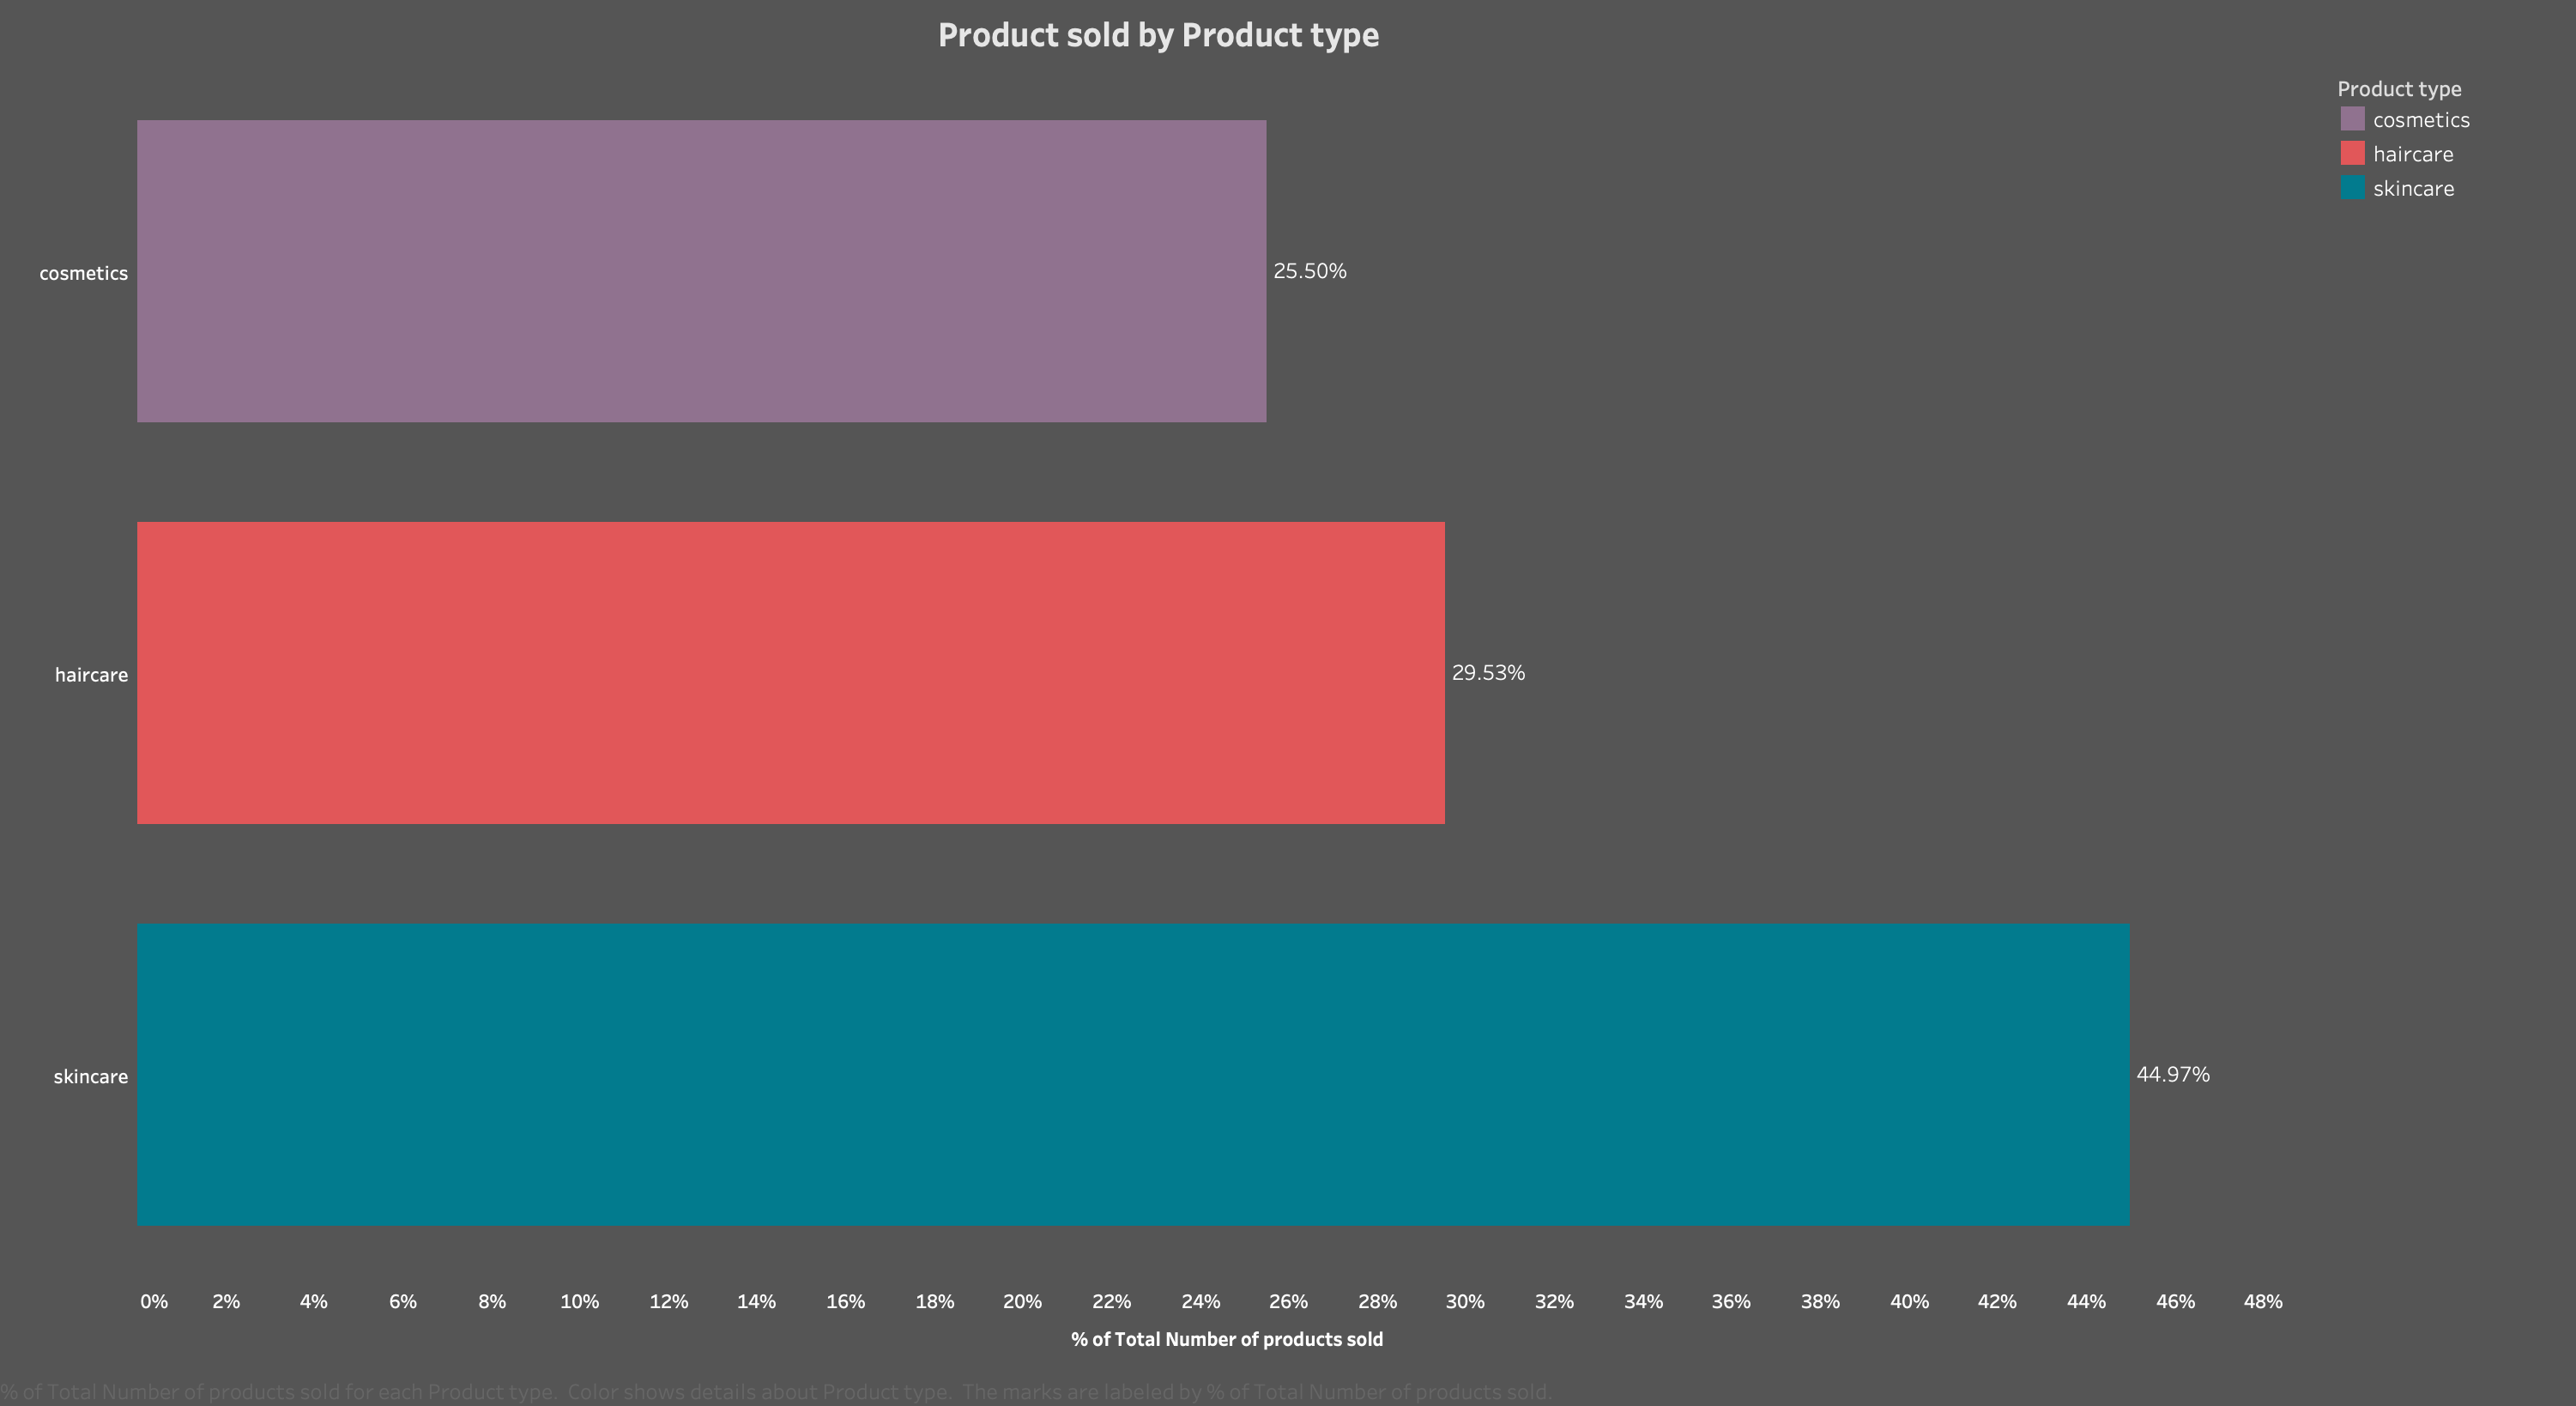 Product sold by Product type
Product type
cosmetics
haircare
skincare
cosmetics
25.50%
haircare
29.53%
skincare
44.97%
0% 2% 4% 6% 8% 10% 12% 14% 16% 18% 20% 22% 24% 26% 28% 30% 32% 34% 36% 38% 40% 42% 44% 46% 48%
% of Total Number of products sold
% of Total Number of products sold for each Product type. Color shows details about Product type. The marks are labeled by % of Total Number of products sold.